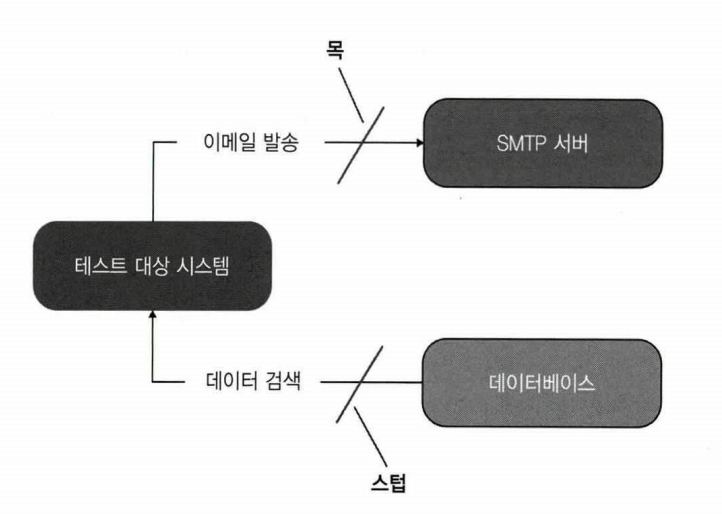 목
이메일 발송
SMTP 서버
테스트 대상 시스템
데이터 검색
데이터베이스
스텁